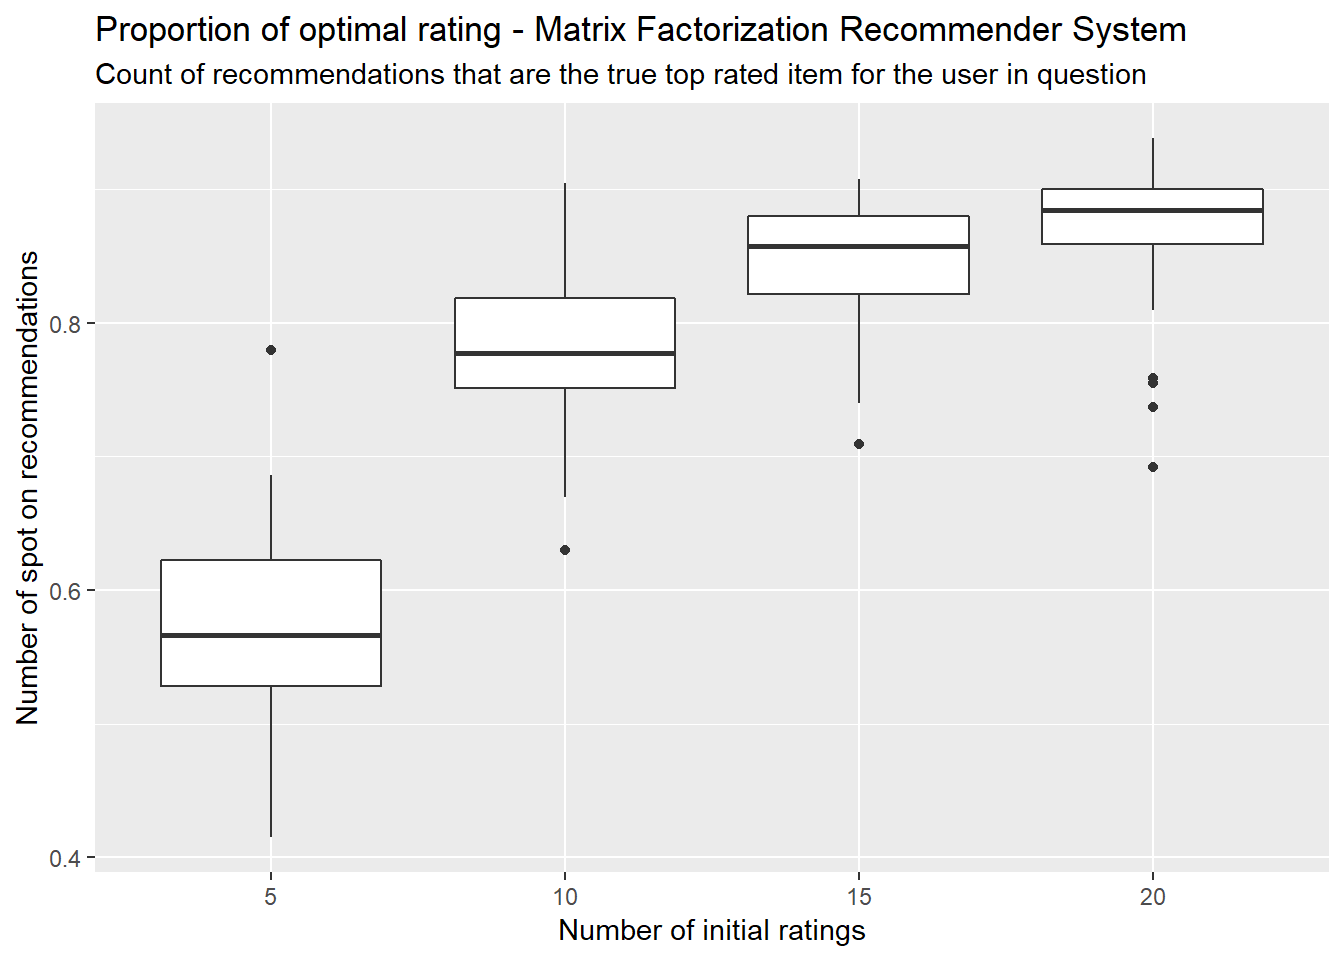 Proportion of optimal rating - Matrix Factorization Recommender System
Count of recommendations that are the true top rated item for the user in question
Number of spot on recommendations
0.8
0.6
0.4
5
10
15
20
Number of initial ratings